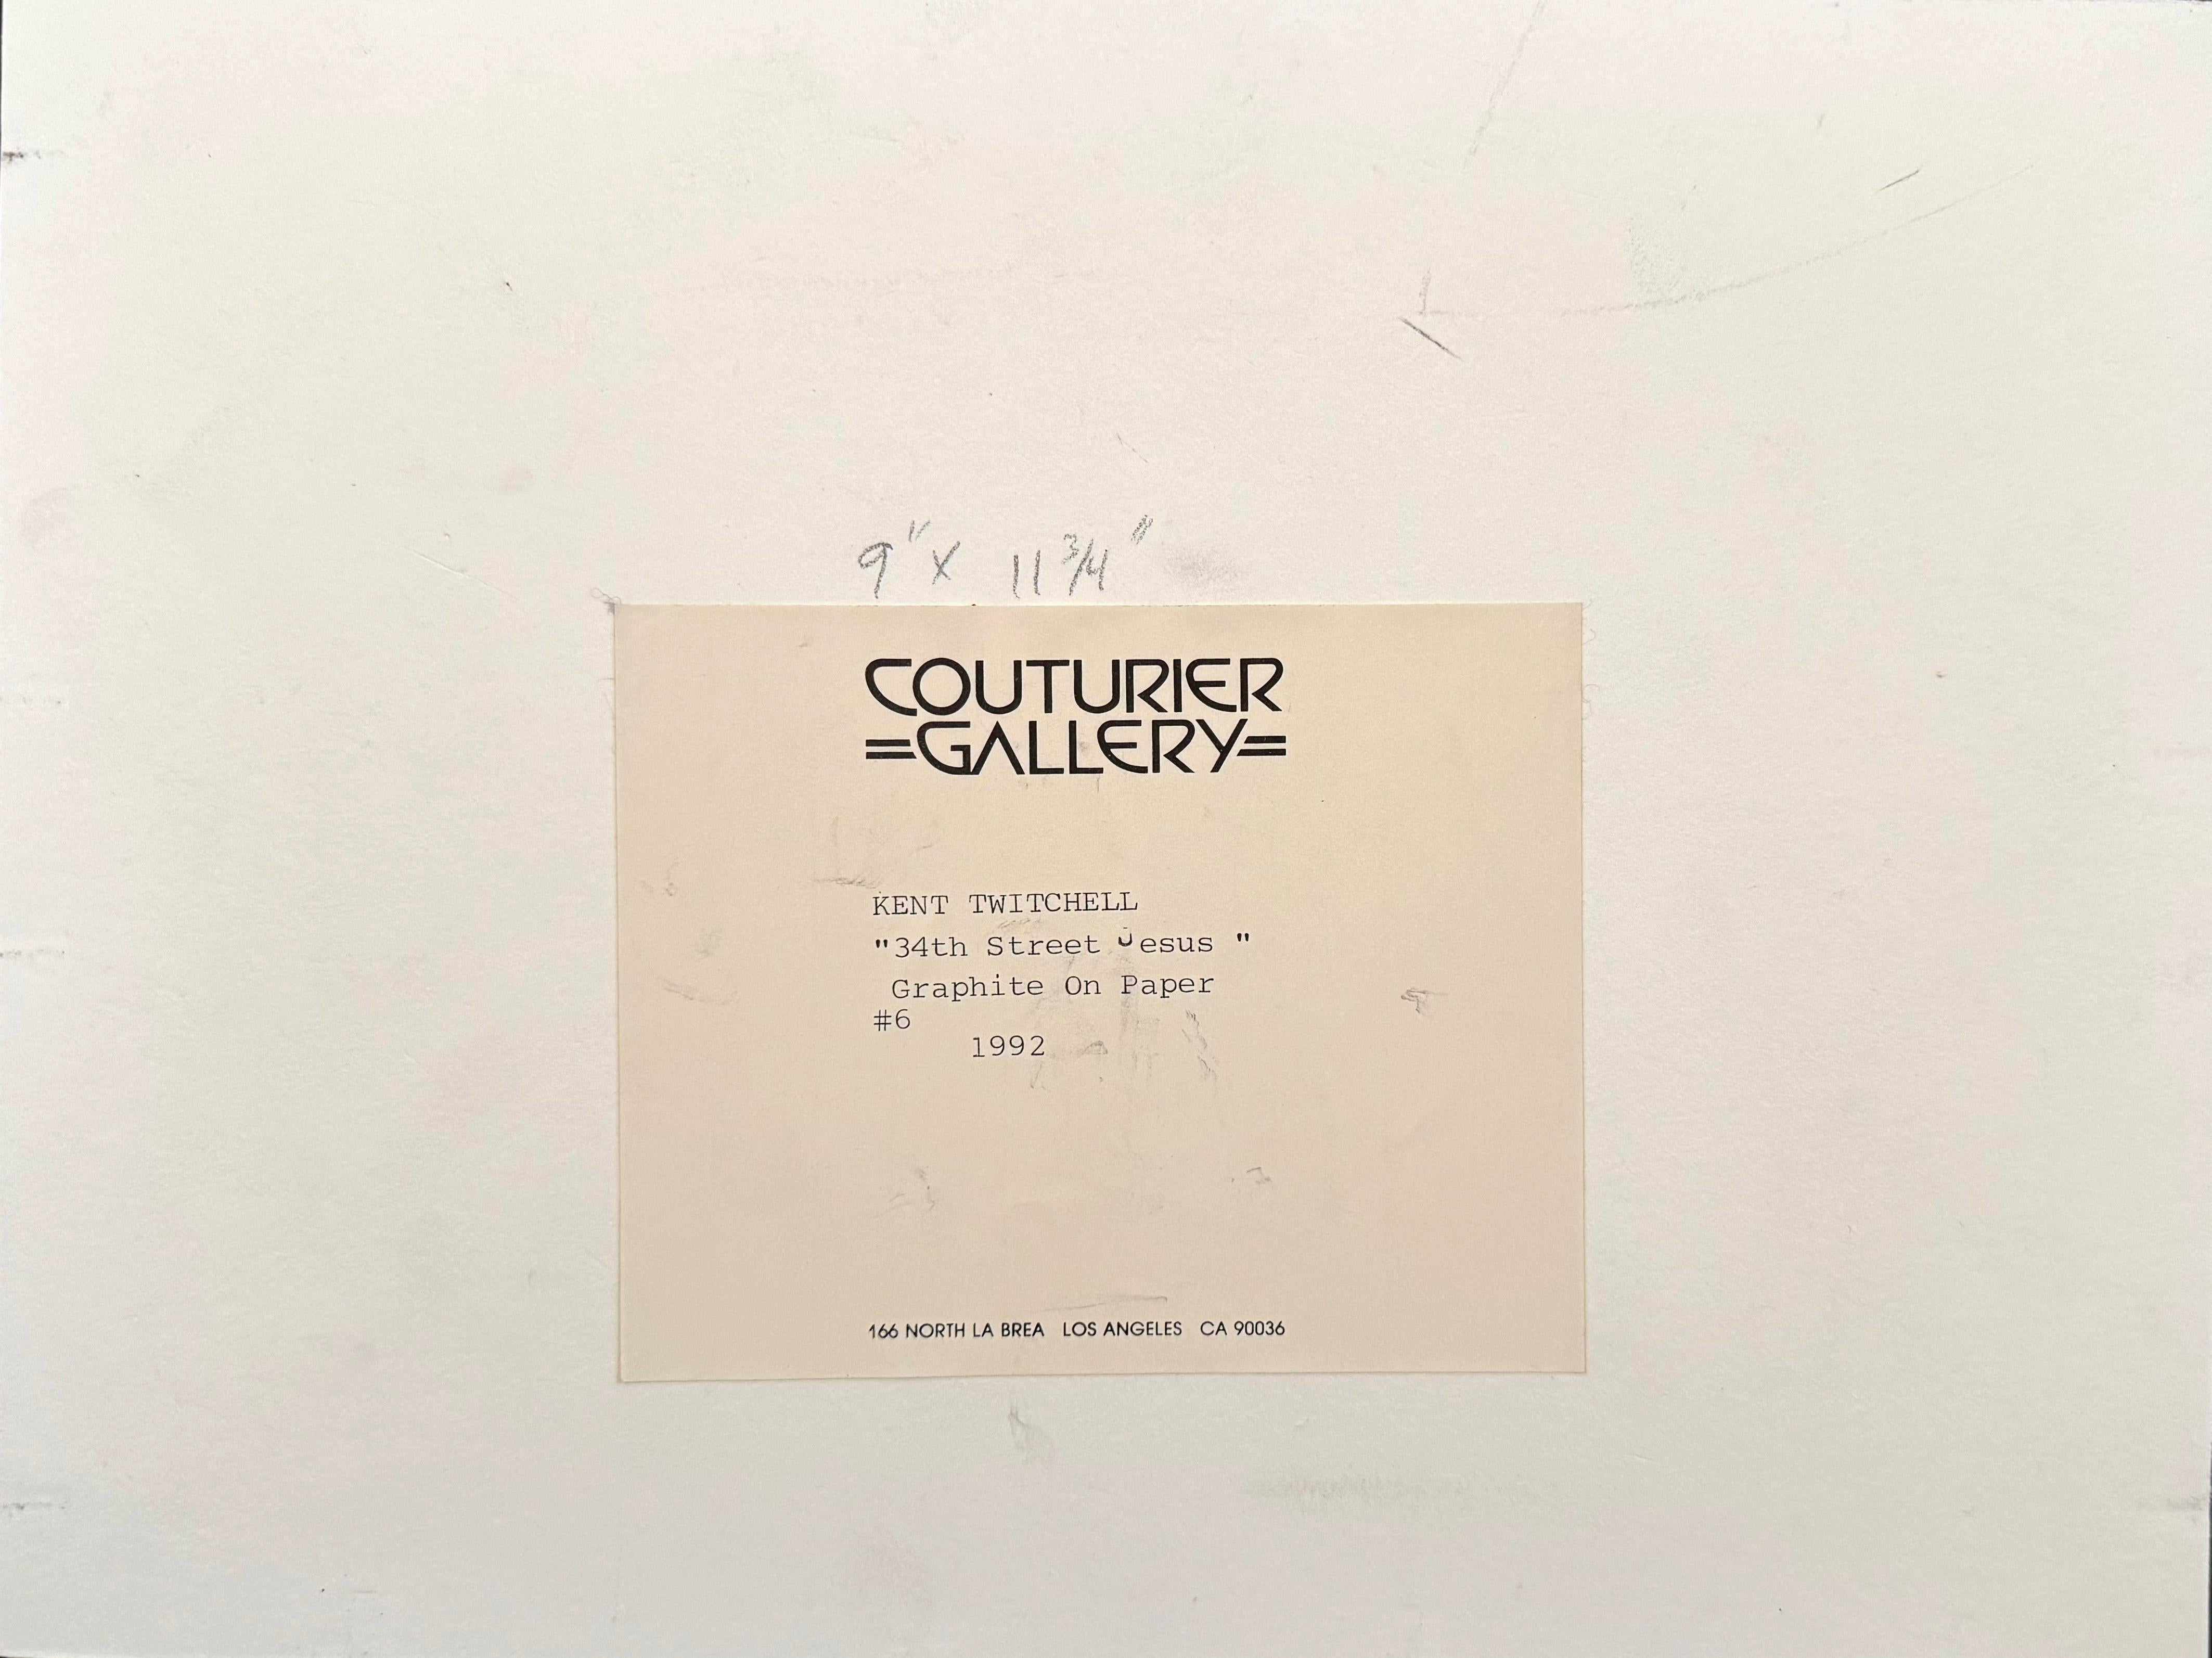 9" X 11 3/4"
COUTURIER
=GALLERY=
KENT TWITCHELL
"34th Street Jesus "
Graphite On Paper
#6
1992
166 NORTH LA BREA LOS ANGELES CA 90036